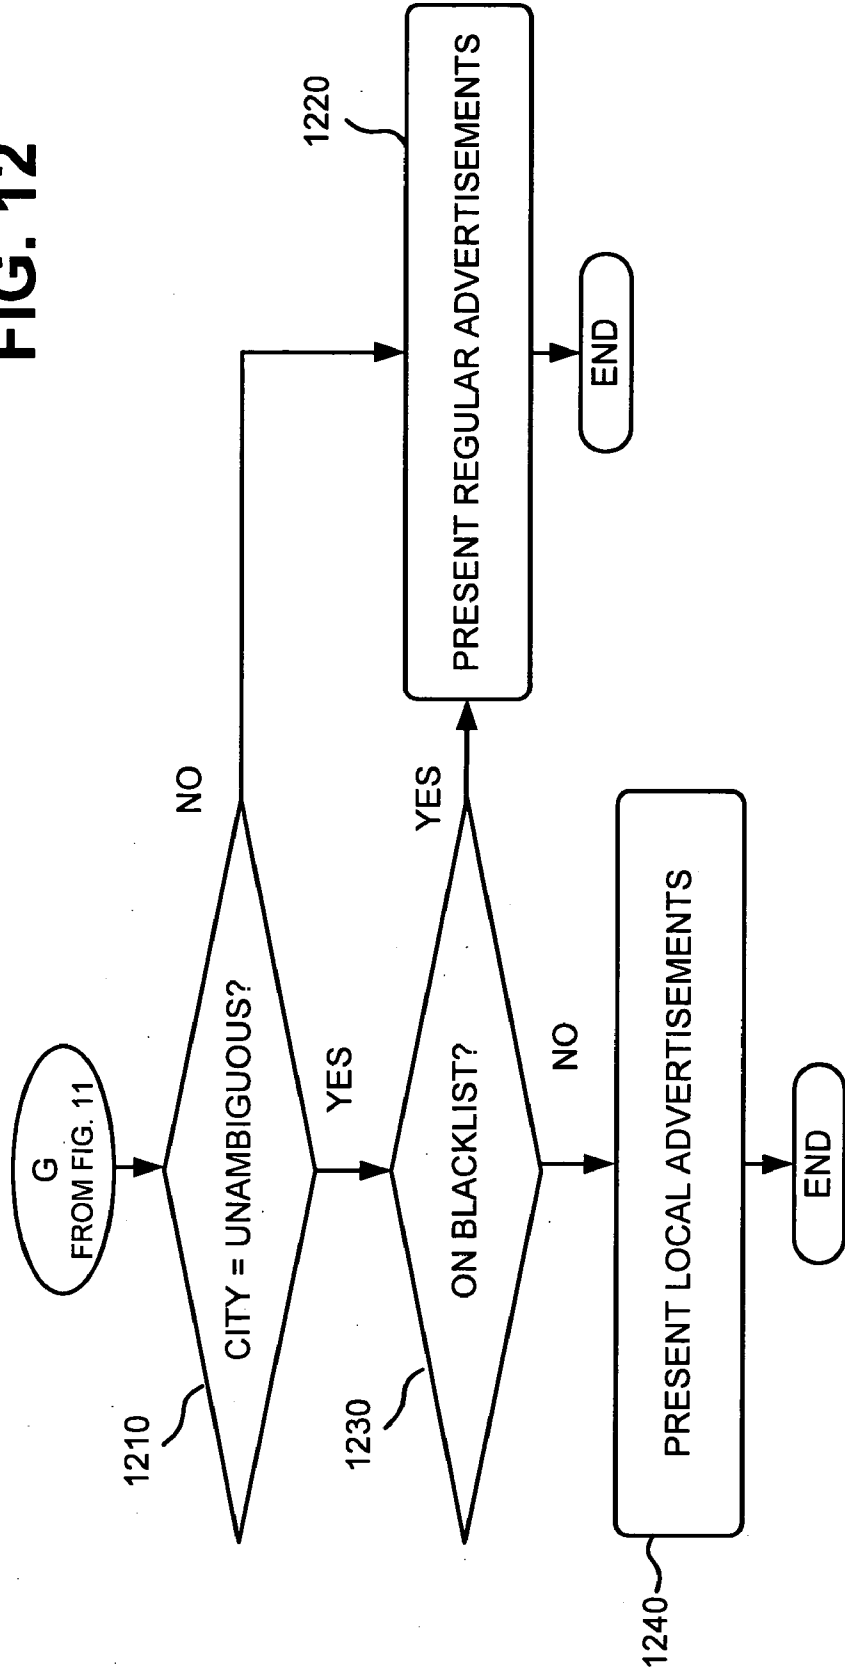 FIG. 12
G
FROM FIG. 11
1210
CITY = UNAMBIGUOUS?
NO
YES
1220
PRESENT REGULAR ADVERTISEMENTS
END
1230
ON BLACKLIST?
YES
NO
1240
PRESENT LOCAL ADVERTISEMENTS
END